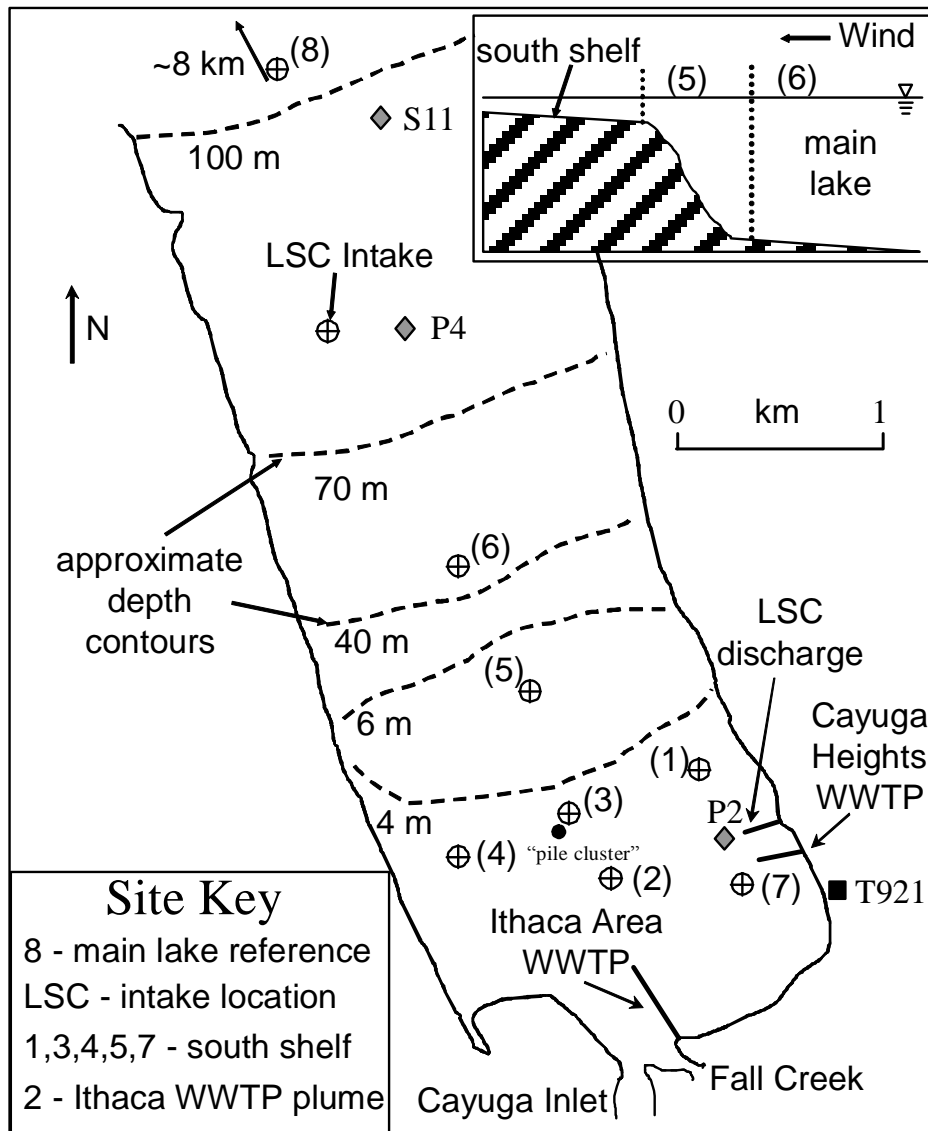 (8)
~8 km
S11
100 m
south shelf
Wind
(5)
(6)
main
lake
LSC Intake
P4
N
0 km 1
70 m
approximate
depth
contours
(6)
40 m
(5)
6 m
LSC
discharge
Cayuga
Heights
WWTP
(1)
P2
(3)
4 m
"pile cluster"
(4)
(2)
(7)
T921
Ithaca Area
WWTP
Fall Creek
Cayuga Inlet
Site Key
8 - main lake reference
LSC - intake location
1,3,4,5,7 - south shelf
2 - Ithaca WWTP plume